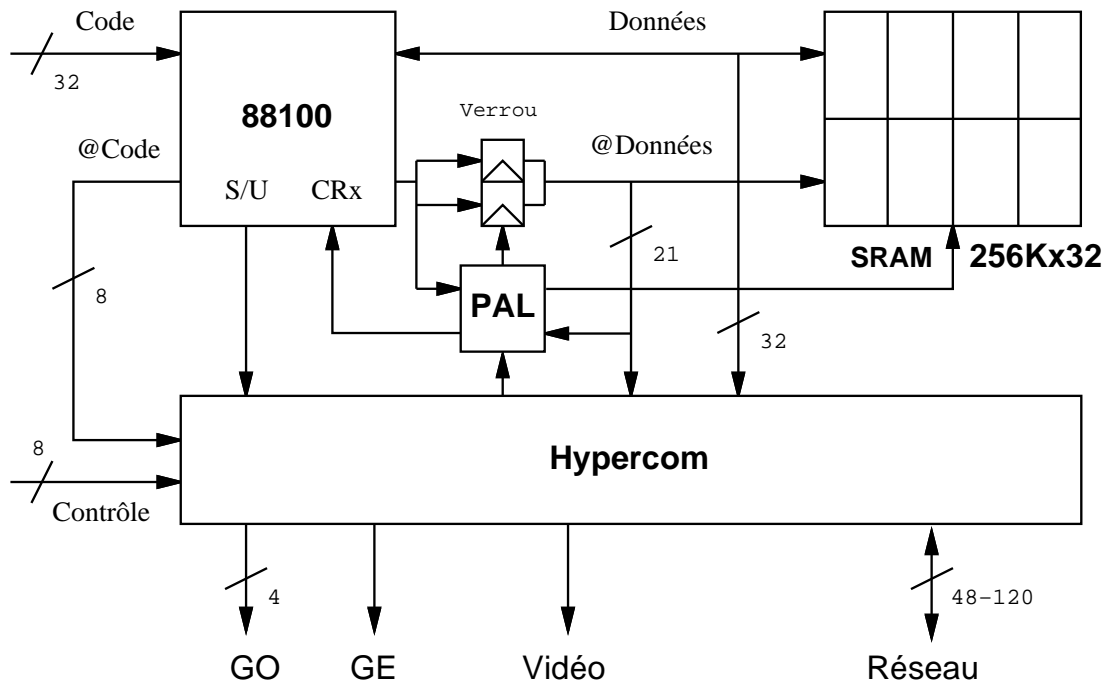 Code
Données
32
88100
Verrou
@Code
@Données
S/U
CRx
21
SRAM
256Kx32
8
PAL
32
8
Hypercom
Contrôle
4
48-120
GO
GE
Vidéo
Réseau